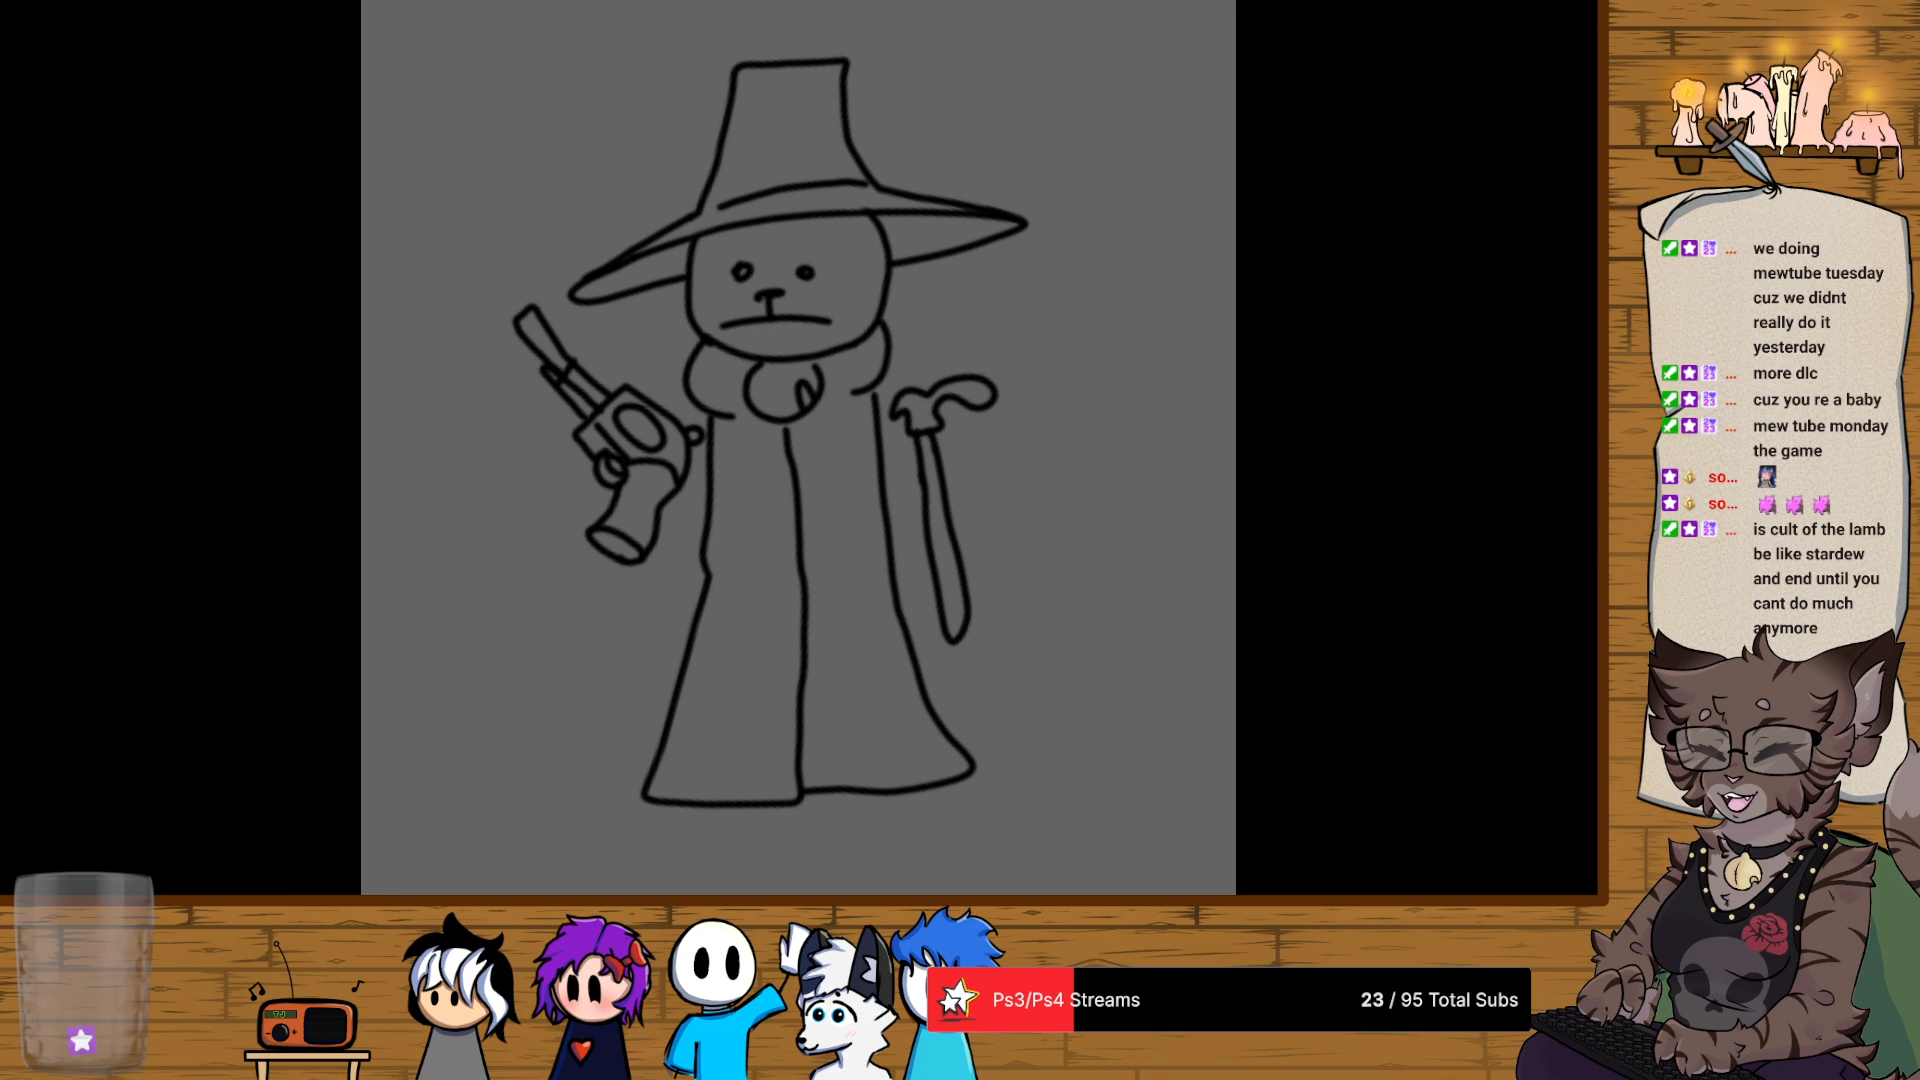 ... we doing
mewtube tuesday
cuz we didnt
really do it
yesterday
... more dlc
... cuz you re a baby
... mew tube monday
the game
so...
so...
... is cult of the lamb
be like stardew
and end until you
cant do much
anymore
Ps3/Ps4 Streams 23 / 95 Total Subs